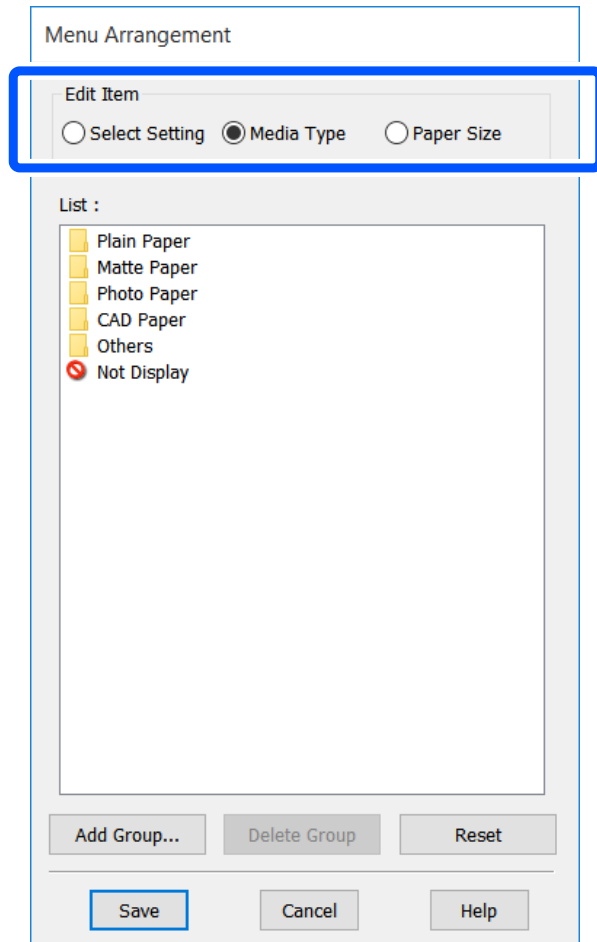 Menu Arrangement
Edit Item
Select Setting Media Type Paper Size
List :
Plain Paper
Matte Paper
Photo Paper
CAD Paper
Others
Not Display
Add Group... Delete Group Reset
Save Cancel Help